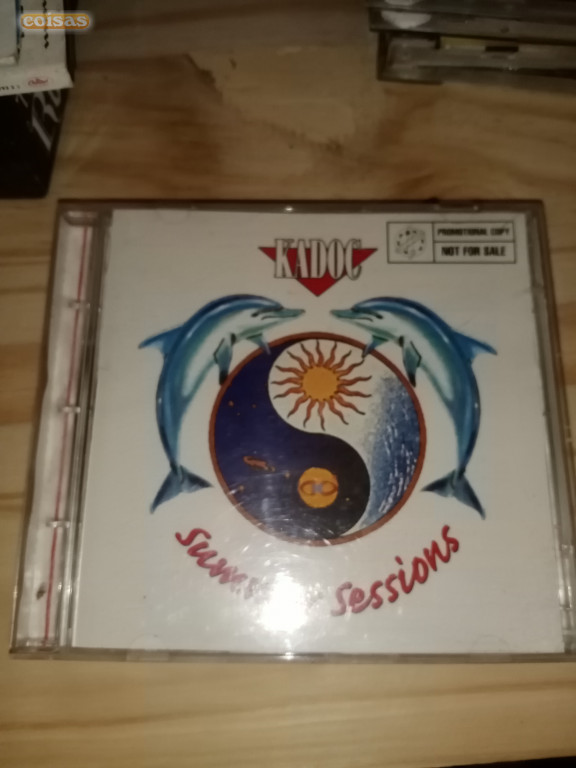 coisas
KADOC
PROMOTIONAL COPY
NOT FOR SALE
sessions